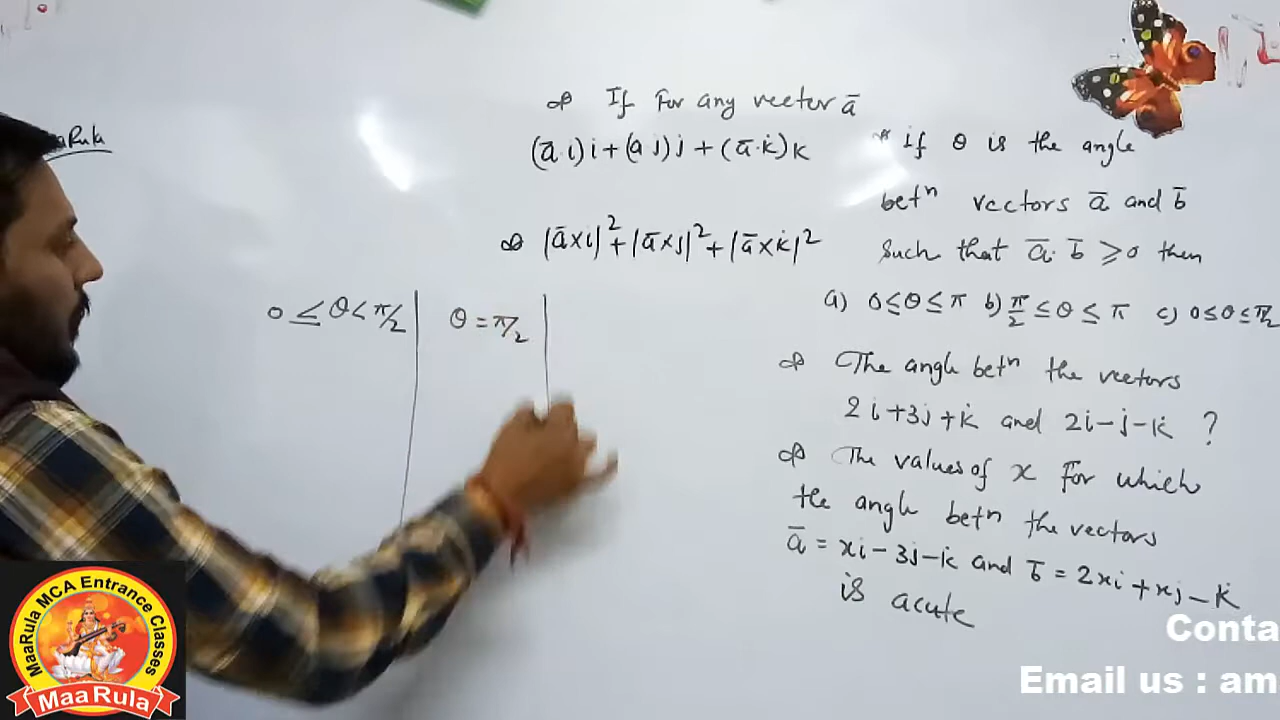 If For any vector a̅
(a̅.i)i+(a.j)j+(a̅.k)k
|a̅×i|²+|a̅×j|²+|a̅×k|²
0≤θ<π/2
θ=π/2
* if θ is the angle
betⁿ vectors a̅ and b̅
Such that a̅.b̅ ≥0 then
a) 0≤θ≤π b) π/2≤θ≤π c) 0≤θ≤π/2
The angle betⁿ the vectors
2i+3j+k and 2i-j-k ?
The values of x For which
the angle betⁿ the vectors
a̅ = xi-3j-k and b̅ = 2xi+xj-k
is acute
Conta
Email us : am
MaaRula MCA Entrance Classes
MaaRula